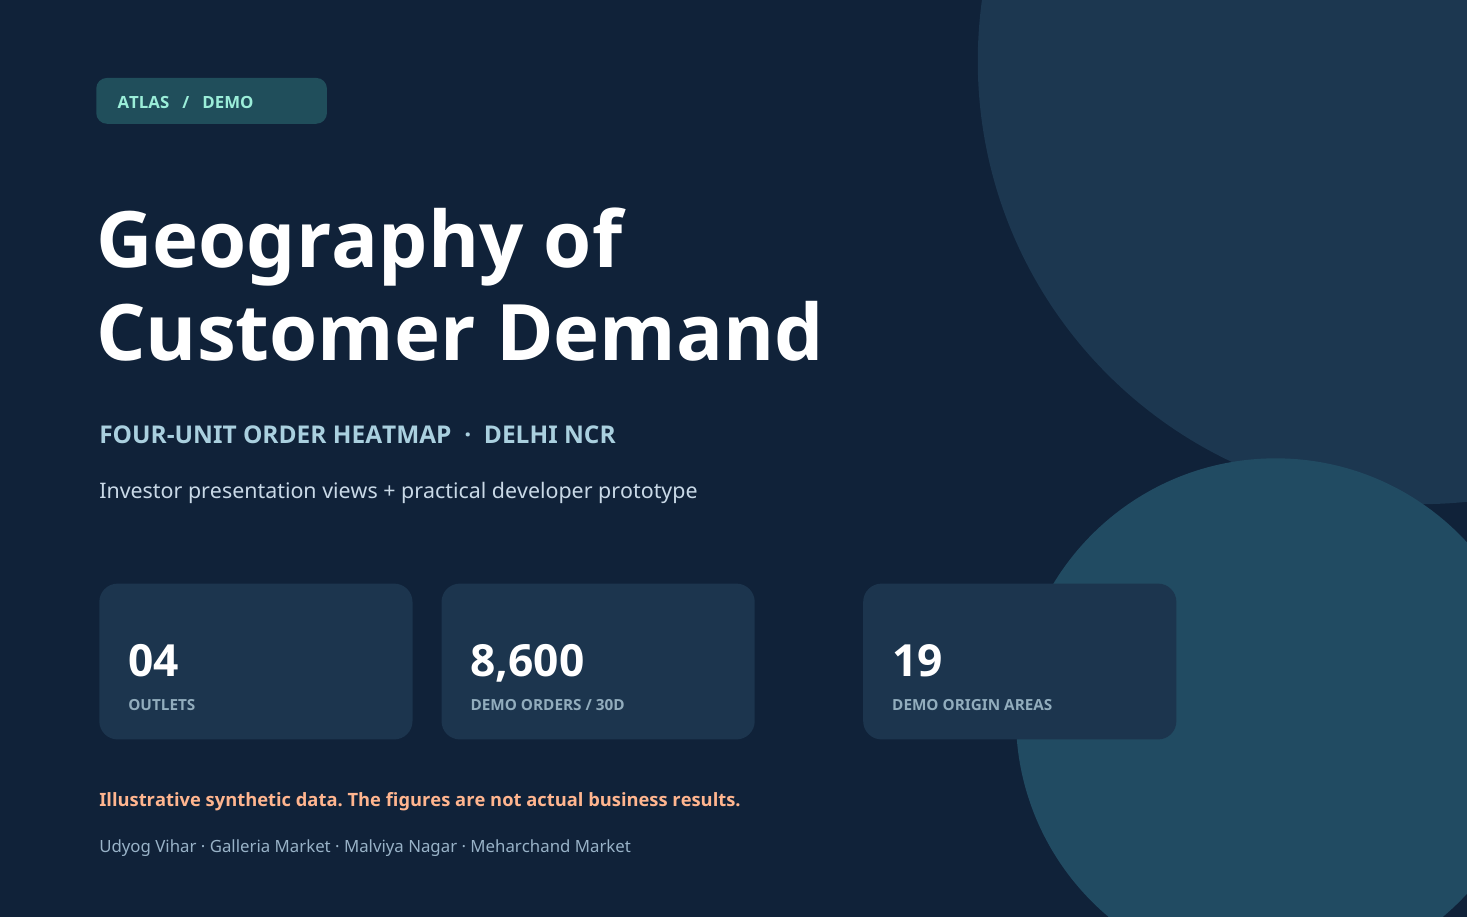 ATLAS / DEMO
Geography of
Customer Demand
FOUR-UNIT ORDER HEATMAP · DELHI NCR
Investor presentation views + practical developer prototype
04
OUTLETS
8,600
DEMO ORDERS / 30D
19
DEMO ORIGIN AREAS
Illustrative synthetic data. The figures are not actual business results.
Udyog Vihar · Galleria Market · Malviya Nagar · Meharchand Market